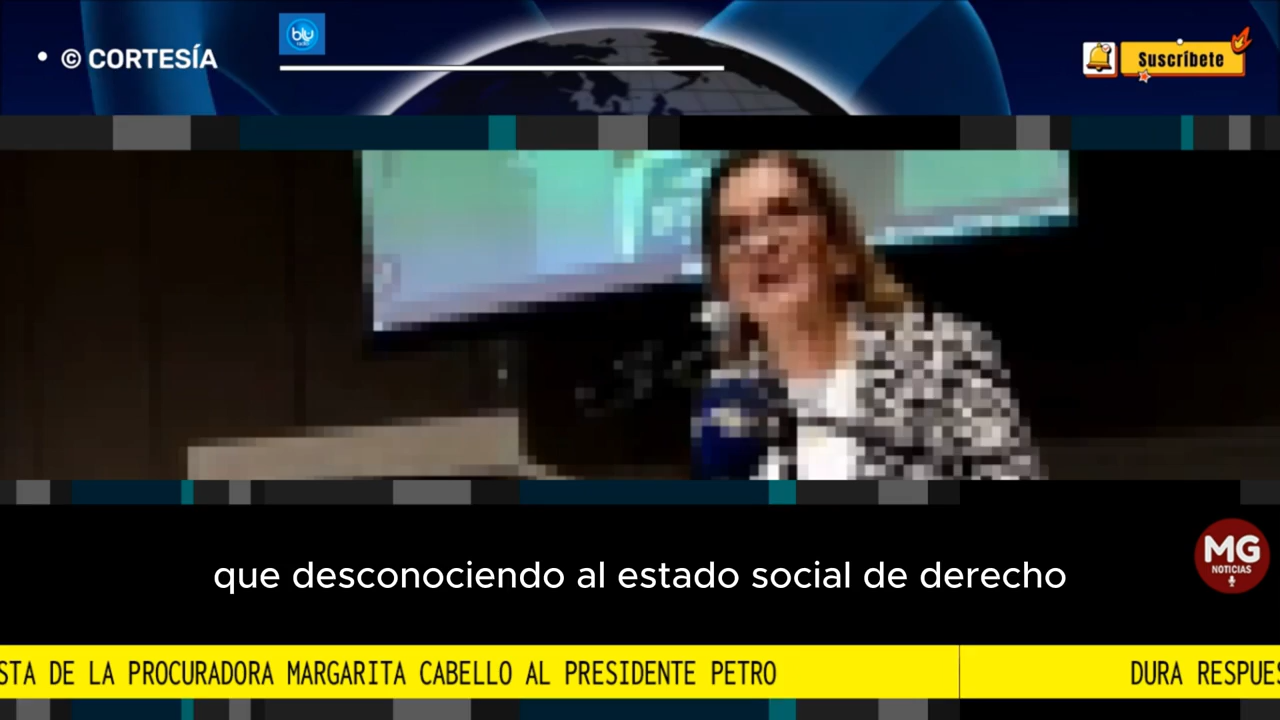 • © CORTESÍA
blu
Suscríbete
que desconociendo al estado social de derecho
MG
NOTICIAS
STA DE LA PROCURADORA MARGARITA CABELLO AL PRESIDENTE PETRO
DURA RESPUES